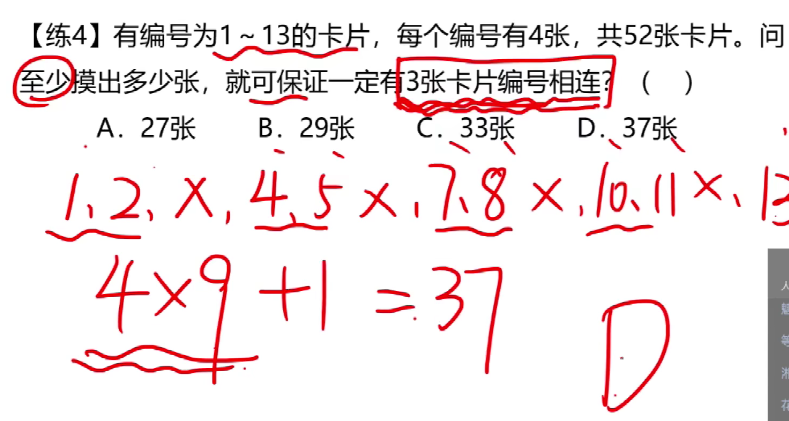 【练4】有编号为1~13的卡片，每个编号有4张，共52张卡片。问
至少摸出多少张，就可保证一定有3张卡片编号相连?（ ）
A. 27张 B. 29张 C. 33张 D. 37张
1、2、×、4、5 ×、7、8 ×、10、11 ×、13
4×9+1=37 D